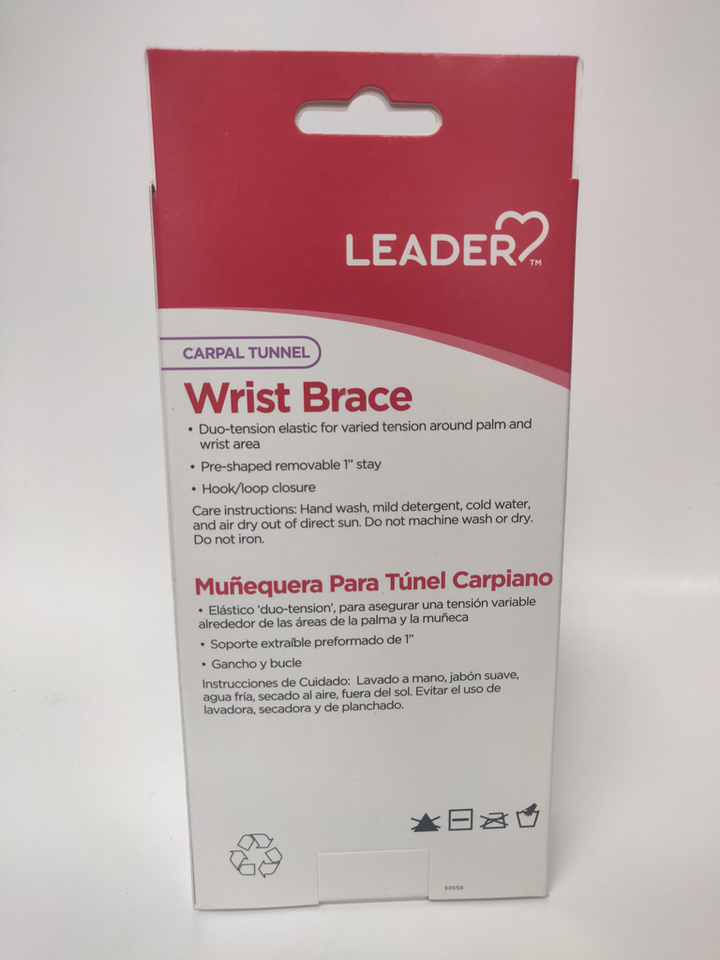 LEADER™
CARPAL TUNNEL
Wrist Brace
• Duo-tension elastic for varied tension around palm and
wrist area
• Pre-shaped removable 1” stay
• Hook/loop closure
Care instructions: Hand wash, mild detergent, cold water,
and air dry out of direct sun. Do not machine wash or dry.
Do not iron.
Muñequera Para Túnel Carpiano
• Elástico ‘duo-tension’, para asegurar una tensión variable
alrededor de las áreas de la palma y la muñeca
• Soporte extraíble preformado de 1”
• Gancho y bucle
Instrucciones de Cuidado: Lavado a mano, jabón suave,
agua fría, secado al aire, fuera del sol. Evitar el uso de
lavadora, secadora y de planchado.
90556